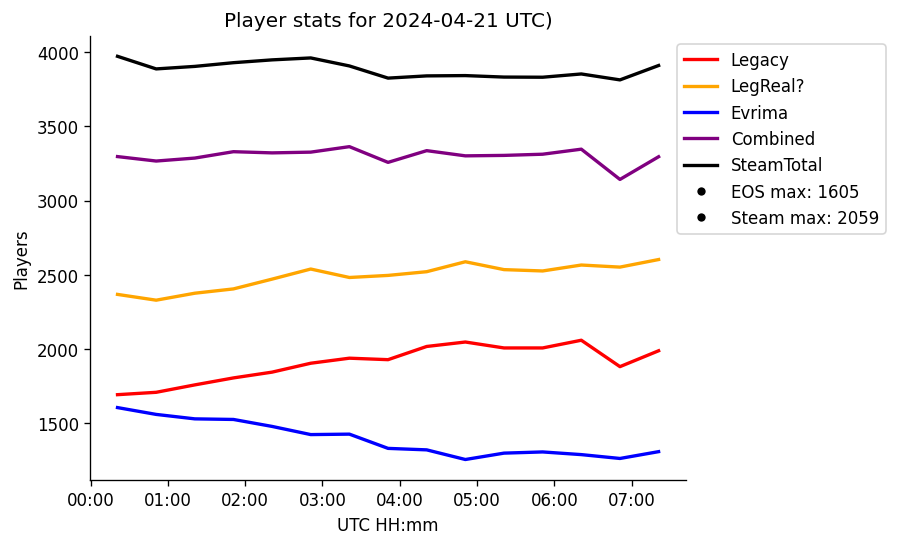 Player stats for 2024-04-21 UTC)
4000
3500
3000
2500
2000
1500
Players
00:00 01:00 02:00 03:00 04:00 05:00 06:00 07:00
UTC HH:mm
Legacy
LegReal?
Evrima
Combined
SteamTotal
EOS max: 1605
Steam max: 2059